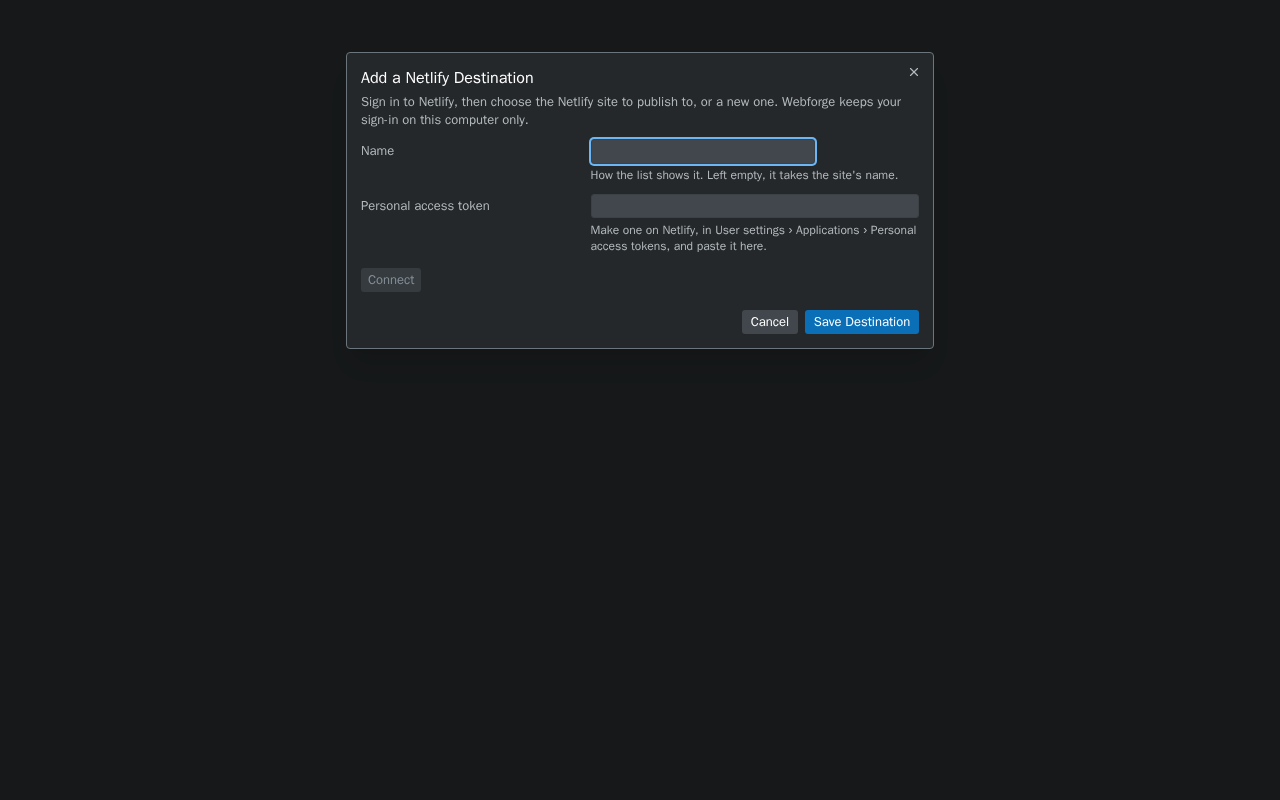 Add a Netlify Destination
Sign in to Netlify, then choose the Netlify site to publish to, or a new one. Webforge keeps your
sign-in on this computer only.
Name
How the list shows it. Left empty, it takes the site's name.
Personal access token
Make one on Netlify, in User settings › Applications › Personal
access tokens, and paste it here.
Connect
Cancel
Save Destination